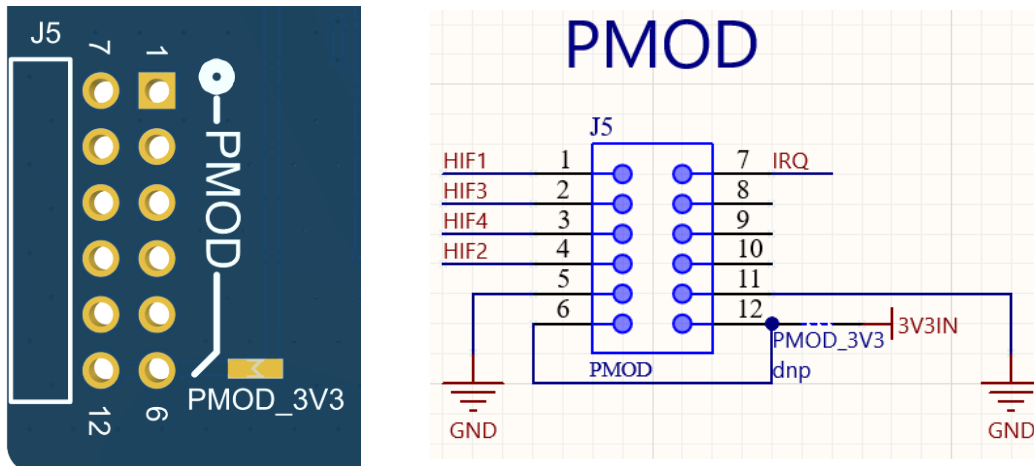 J5
7 1
PMOD
12 6
PMOD_3V3
PMOD
J5
HIF1 1 7 IRQ
HIF3 2 8
HIF4 3 9
HIF2 4 10
5 11
6 12 3V3IN
PMOD_3V3
PMOD dnp
GND GND